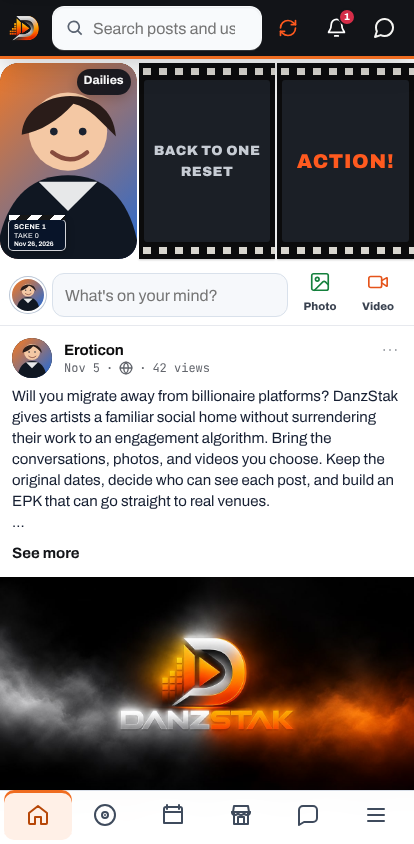 Search posts and us
1
Dailies
SCENE 1
TAKE 0
Nov 26, 2026
BACK TO ONE
RESET
ACTION!
What's on your mind?
Photo
Video
Eroticon
Nov 5 · · 42 views
Will you migrate away from billionaire platforms? DanzStak
gives artists a familiar social home without surrendering
their work to an engagement algorithm. Bring the
conversations, photos, and videos you choose. Keep the
original dates, decide who can see each post, and build an
EPK that can go straight to real venues.
...
See more
DANZSTAK